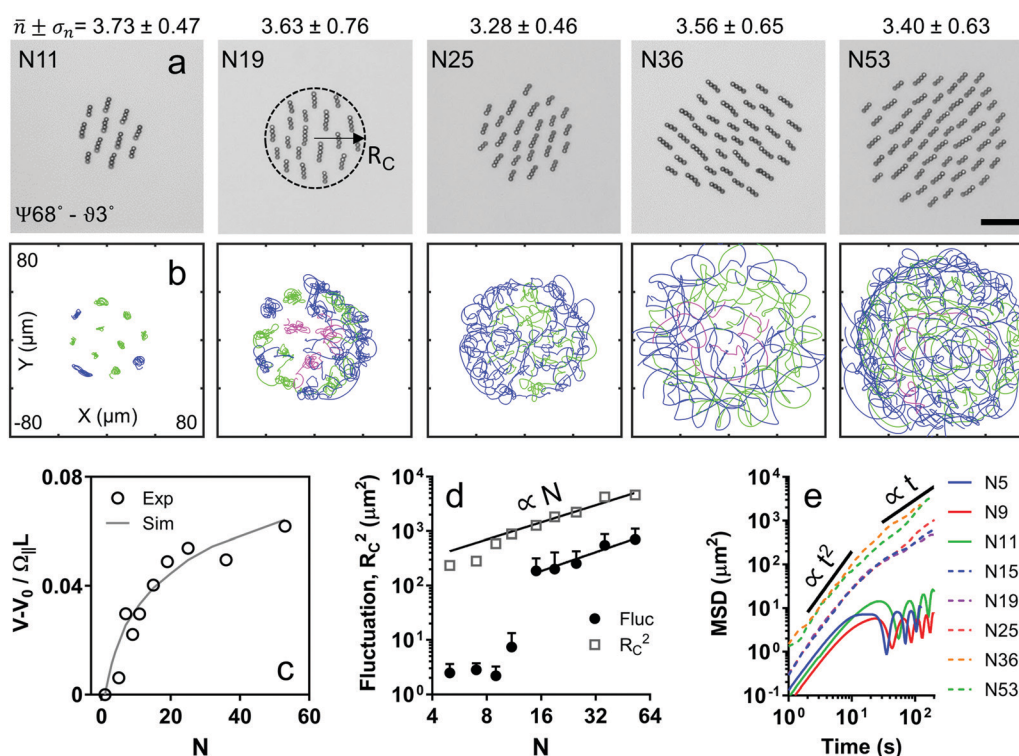 n̄ ± σn = 3.73 ± 0.47 3.63 ± 0.76 3.28 ± 0.46 3.56 ± 0.65 3.40 ± 0.63
N11 a N19 N25 N36 N53
R_C
Ψ68° - ϑ3°
80 b
Y (µm)
X (µm)
-80 80
0.08
0.04
0
V-V₀ / Ω∥L
Exp
Sim
c
0 20 40 60
N
10⁴
10³
10²
10¹
10⁰
Fluctuation, R_C² (µm²)
d
∝ N
Fluc
R_C²
4 8 16 32 64
N
10⁴
10³
10²
10¹
10⁰
10⁻¹
MSD (µm²)
e
∝ t
∝ t²
10⁰ 10¹ 10²
Time (s)
N5
N9
N11
N15
N19
N25
N36
N53